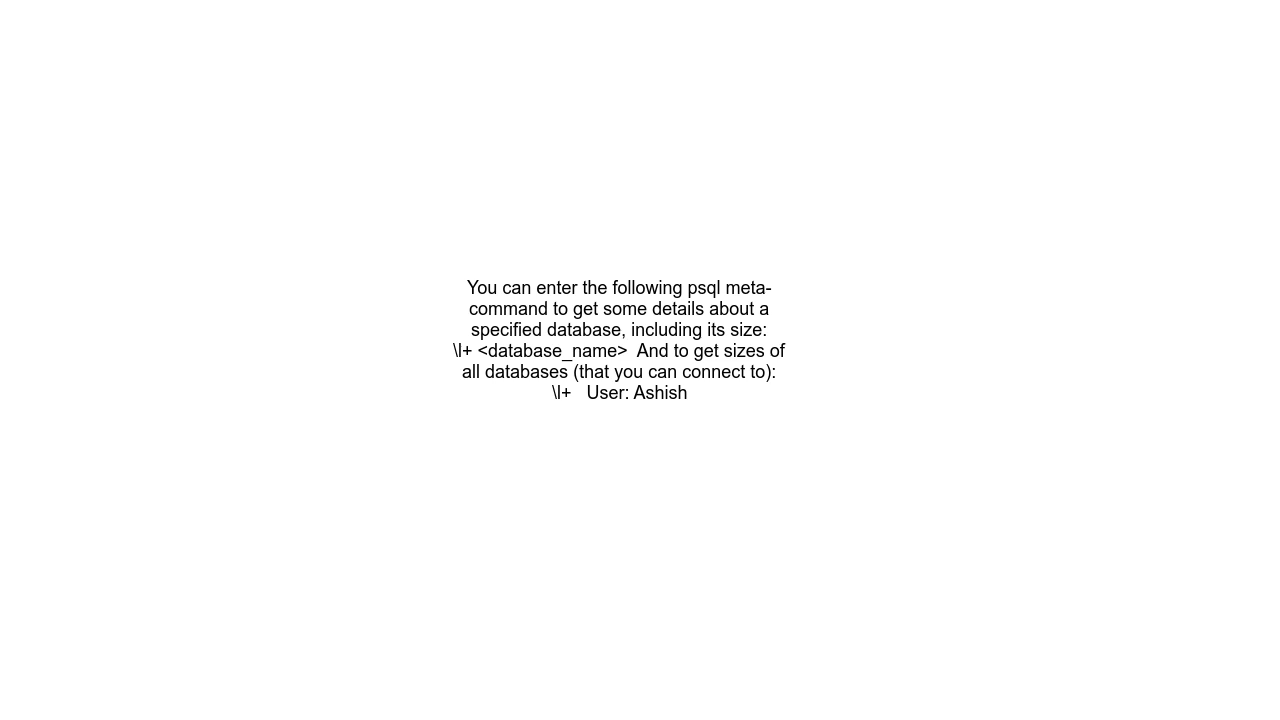 You can enter the following psql meta-
command to get some details about a
specified database, including its size:
\l+ <database_name>  And to get sizes of
all databases (that you can connect to):
\l+   User: Ashish